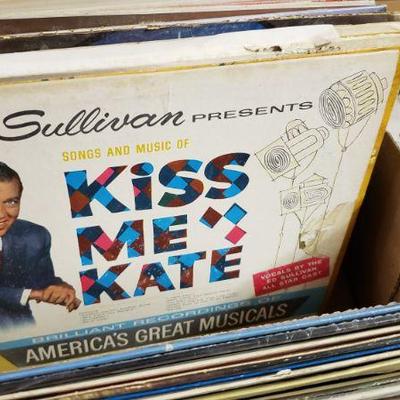 Sullivan PRESENTS
SONGS AND MUSIC OF
KiSS
ME
KATE
VOCALS BY THE
ED SULLIVAN
ALL STAR CAST
BRILLIANT RECORDINGS OF
AMERICA'S GREAT MUSICALS